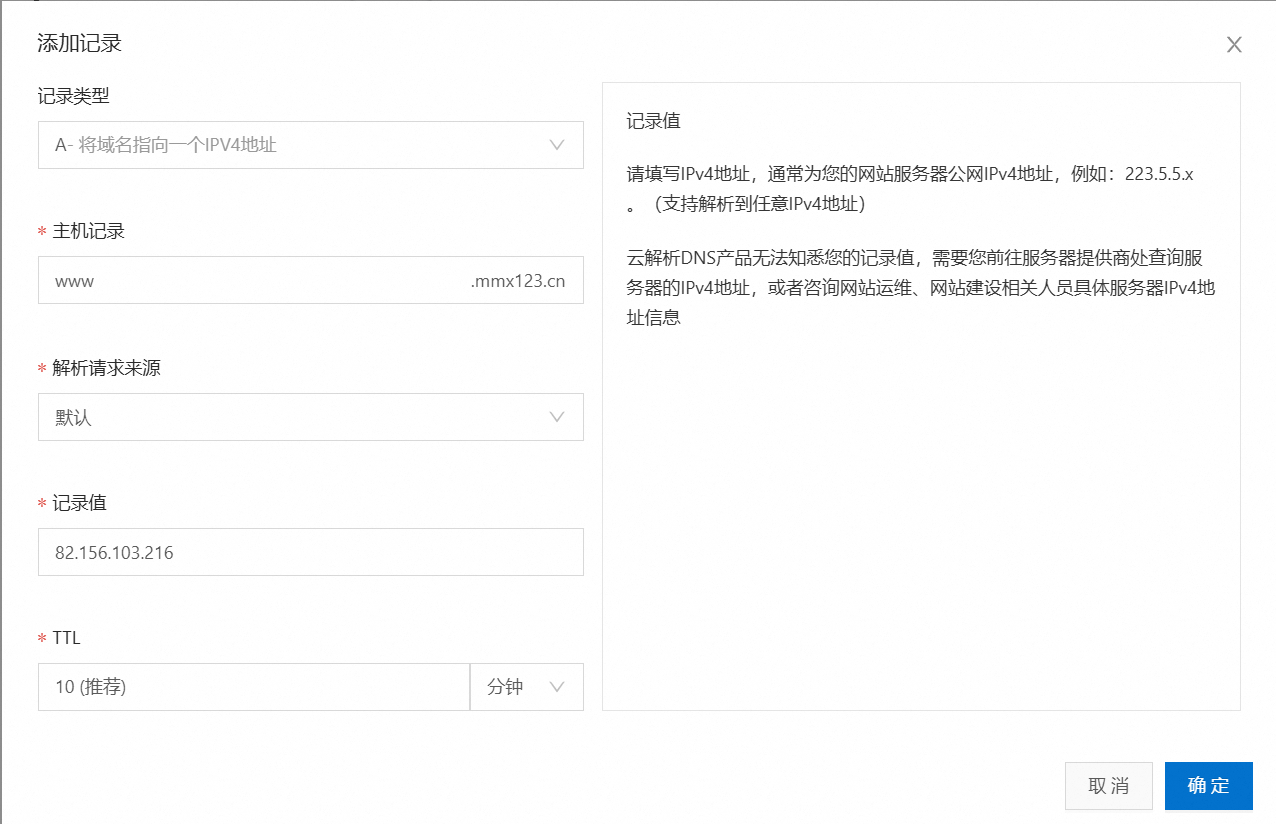 添加记录
记录类型
A- 将域名指向一个IPV4地址
* 主机记录
www .mmx123.cn
* 解析请求来源
默认
* 记录值
82.156.103.216
* TTL
10 (推荐) 分钟
记录值
请填写IPv4地址，通常为您的网站服务器公网IPv4地址，例如：223.5.5.x
。（支持解析到任意IPv4地址）
云解析DNS产品无法知悉您的记录值，需要您前往服务器提供商处查询服
务器的IPv4地址，或者咨询网站运维、网站建设相关人员具体服务器IPv4地
址信息
取 消
确 定